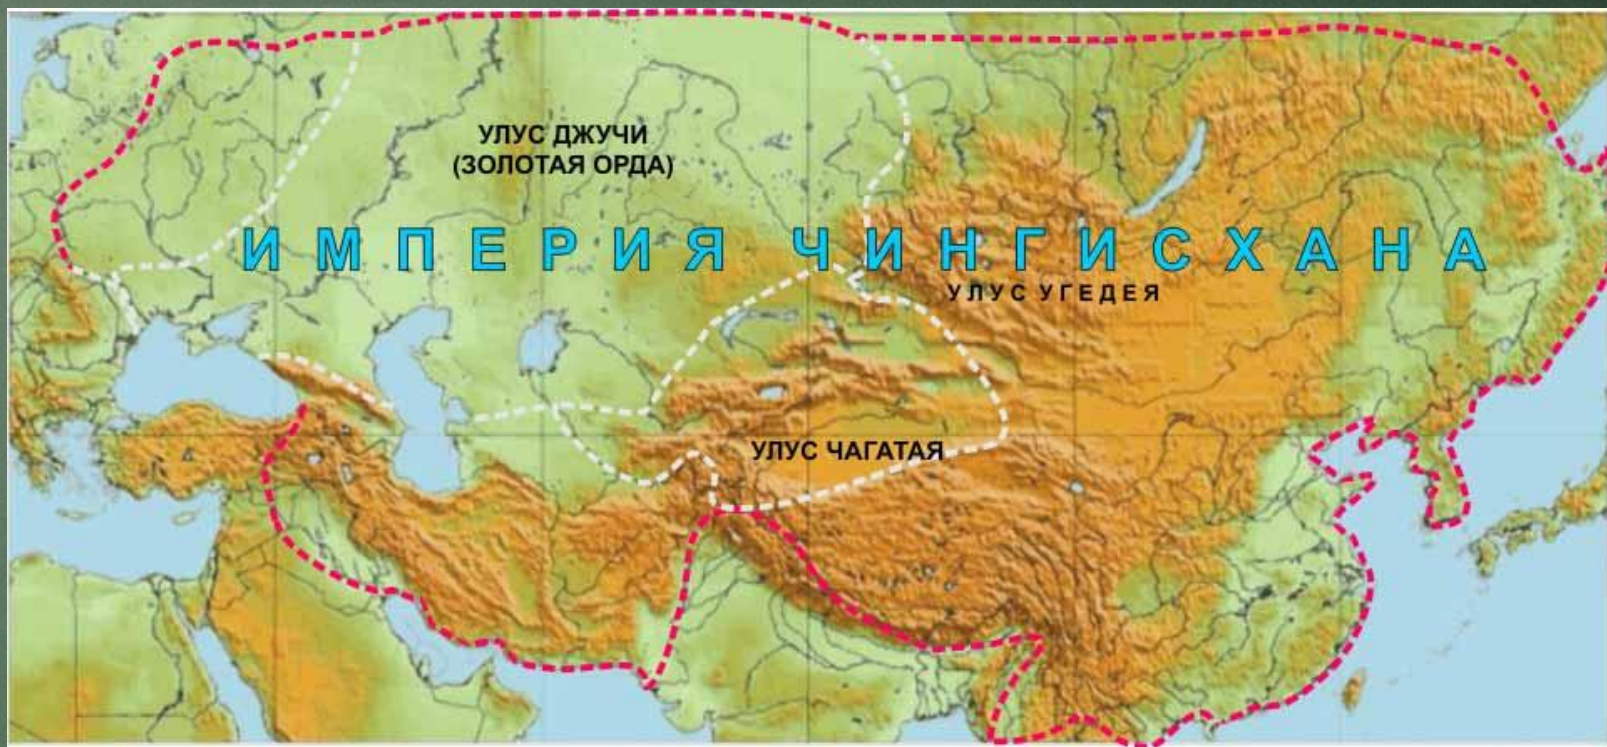 УЛУС ДЖУЧИ
(ЗОЛОТАЯ ОРДА)
ИМПЕРИЯ ЧИНГИСХАНА
УЛУС УГЕДЕЯ
УЛУС ЧАГАТАЯ